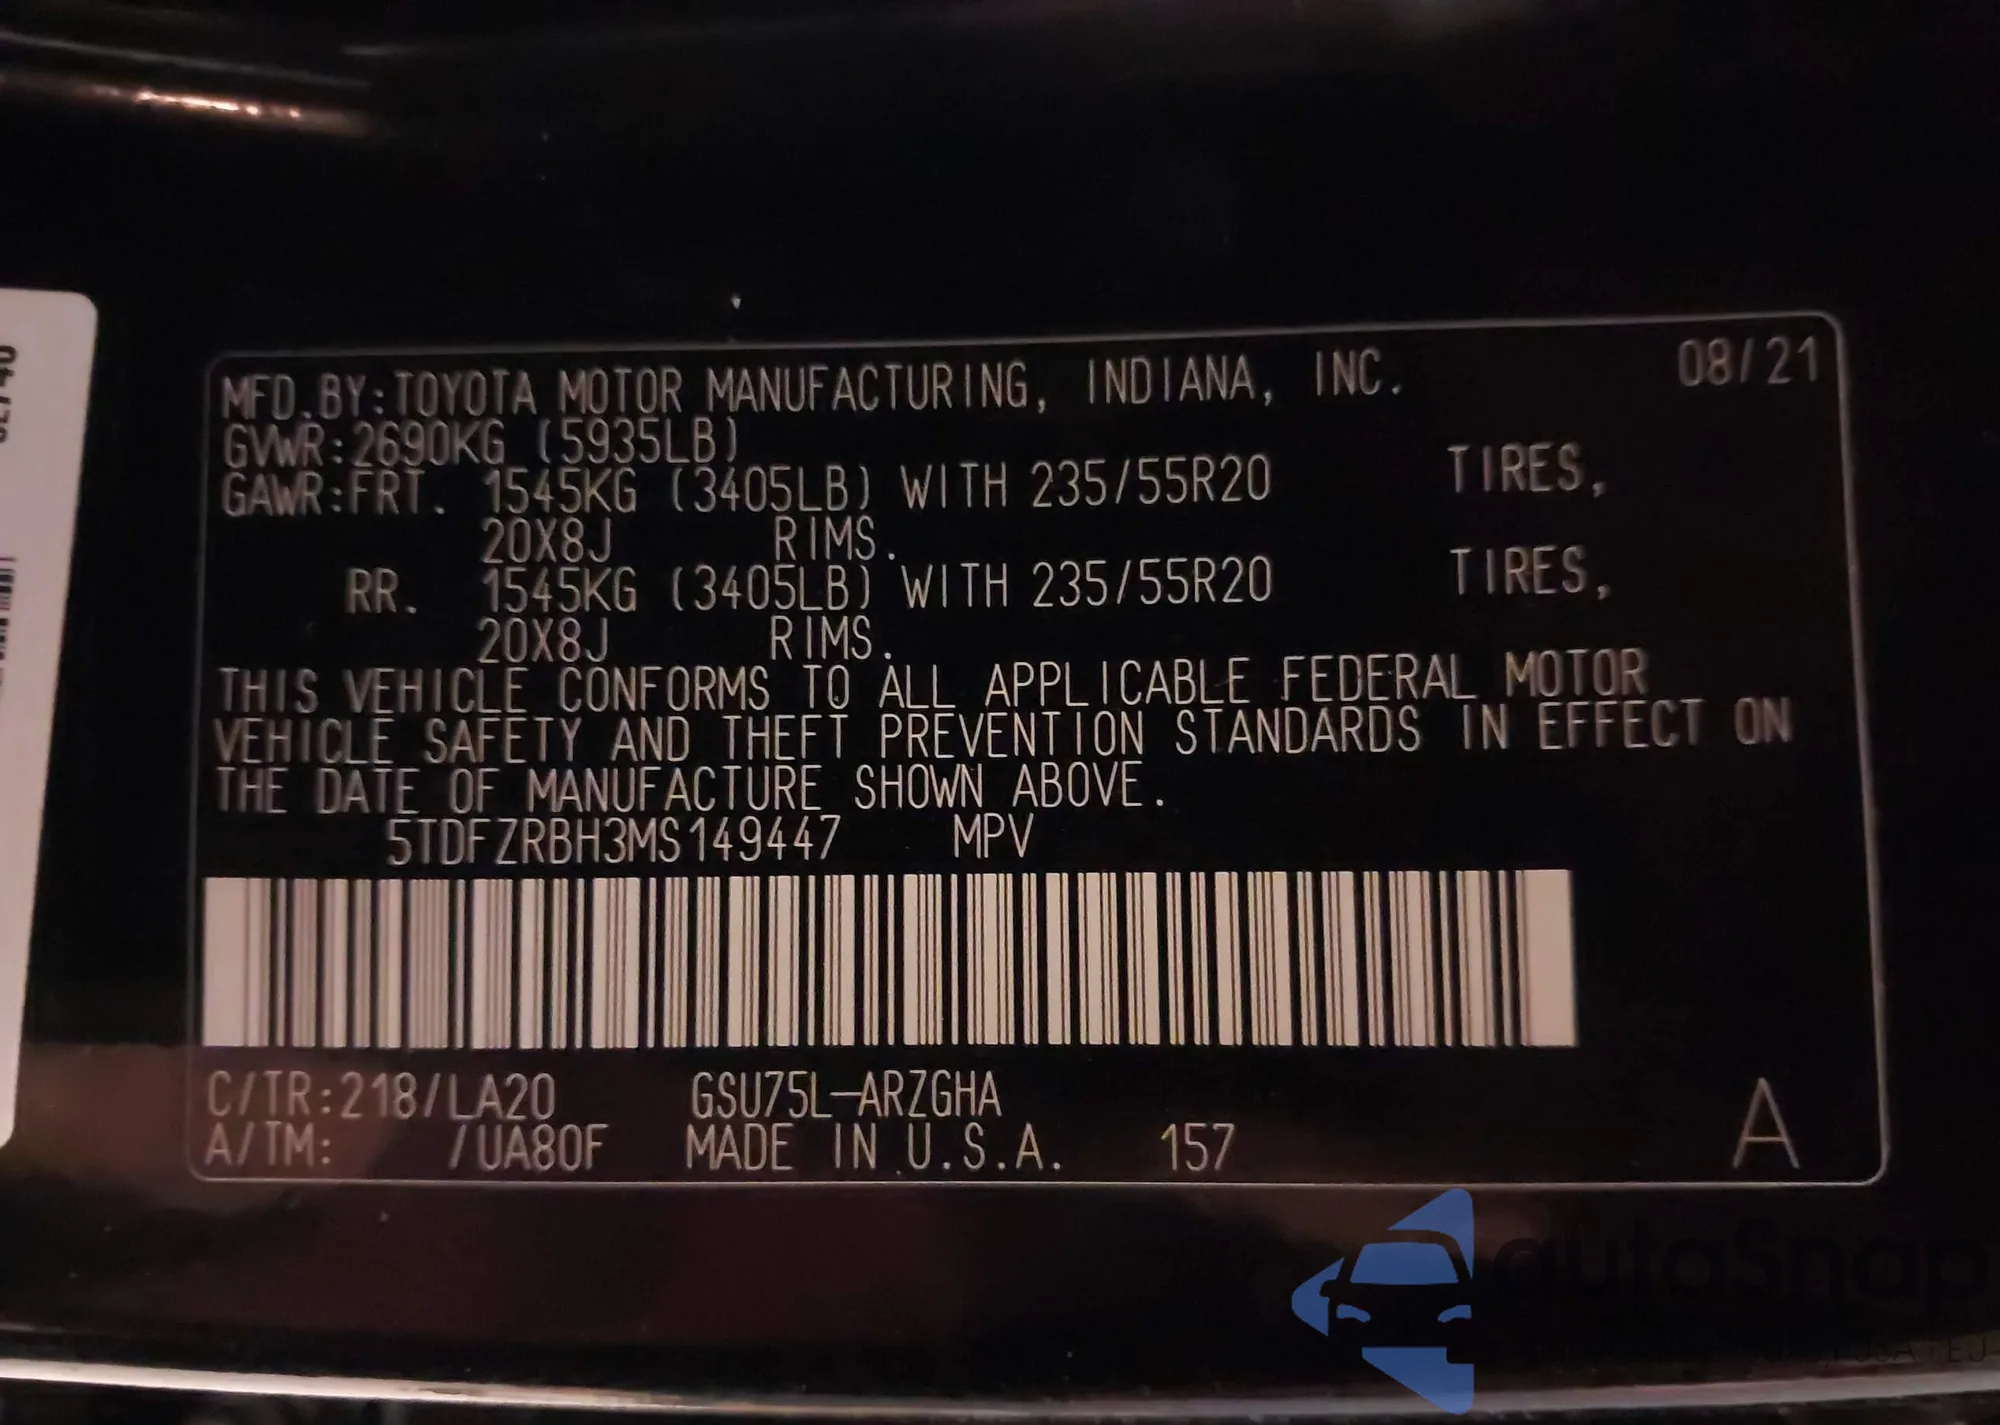 MFD.BY:TOYOTA MOTOR MANUFACTURING, INDIANA, INC. 08/21
GVWR:2690KG (5935LB)
GAWR:FRT. 1545KG (3405LB) WITH 235/55R20 TIRES,
20X8J RIMS.
RR. 1545KG (3405LB) WITH 235/55R20 TIRES,
20X8J RIMS.
THIS VEHICLE CONFORMS TO ALL APPLICABLE FEDERAL MOTOR
VEHICLE SAFETY AND THEFT PREVENTION STANDARDS IN EFFECT ON
THE DATE OF MANUFACTURE SHOWN ABOVE.
5TDFZRBH3MS149447 MPV
C/TR:218/LA20 GSU75L-ARZGHA
A/TM: /UA80F MADE IN U.S.A. 157 A
autoSnap